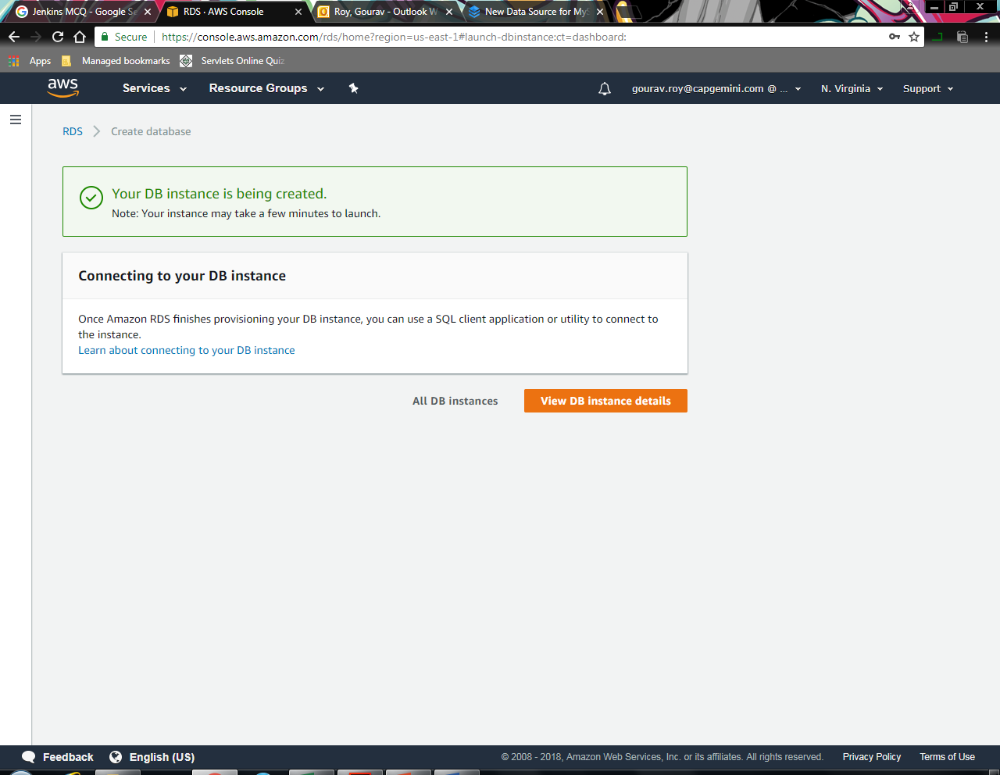 Jenkins MCQ - Google Se
RDS · AWS Console
Roy, Gourav - Outlook W
New Data Source for My
Secure
https://console.aws.amazon.com/rds/home?region=us-east-1#launch-dbinstance:ct=dashboard:
Apps
Managed bookmarks
Servlets Online Quiz
aws
Services
Resource Groups
gourav.roy@capgemini.com @ ...
N. Virginia
Support
RDS
Create database
Your DB instance is being created.
Note: Your instance may take a few minutes to launch.
Connecting to your DB instance
Once Amazon RDS finishes provisioning your DB instance, you can use a SQL client application or utility to connect to
the instance.
Learn about connecting to your DB instance
All DB instances
View DB instance details
Feedback
English (US)
© 2008 - 2018, Amazon Web Services, Inc. or its affiliates. All rights reserved.
Privacy Policy
Terms of Use